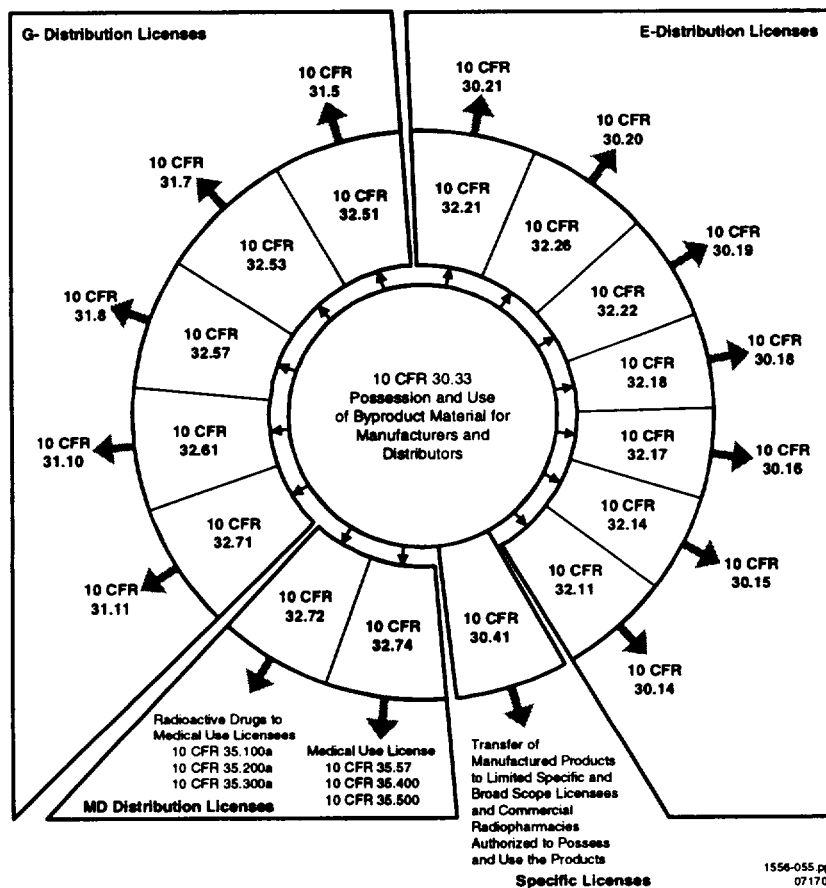 G- Distribution Licenses
E-Distribution Licenses
10 CFR
31.5
10 CFR
31.7
10 CFR
31.8
10 CFR
31.10
10 CFR
31.11
10 CFR
32.51
10 CFR
32.53
10 CFR
32.57
10 CFR
32.61
10 CFR
32.71
10 CFR
30.21
10 CFR
30.20
10 CFR
30.19
10 CFR
30.18
10 CFR
30.16
10 CFR
30.15
10 CFR
30.14
10 CFR
32.21
10 CFR
32.26
10 CFR
32.22
10 CFR
32.18
10 CFR
32.17
10 CFR
32.14
10 CFR
32.11
10 CFR 30.33
Possession and Use
of Byproduct Material for
Manufacturers and
Distributors
10 CFR
32.72
10 CFR
32.74
10 CFR
30.41
Radioactive Drugs to
Medical Use Licensees
10 CFR 35.100a
10 CFR 35.200a
10 CFR 35.300a
Medical Use License
10 CFR 35.57
10 CFR 35.400
10 CFR 35.500
MD Distribution Licenses
Transfer of
Manufactured Products
to Limited Specific and
Broad Scope Licensees
and Commercial
Radiopharmacies
Authorized to Possess
and Use the Products
Specific Licenses
1556-055.pp
07170